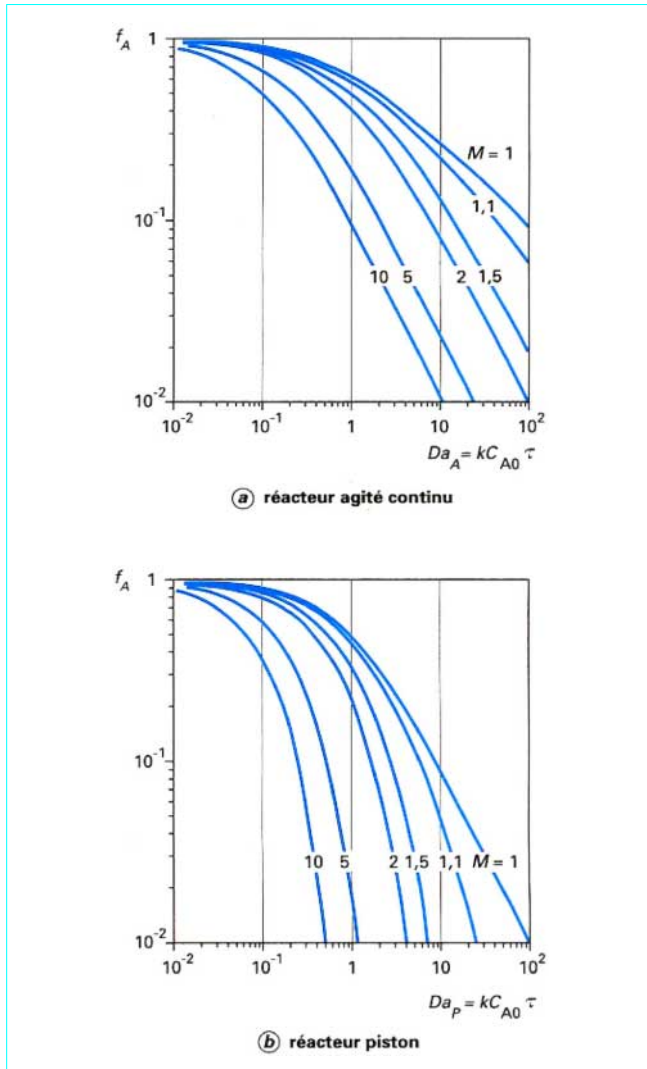 f_A 1
M = 1
10^-1
1,1
10 5 2 1,5
10^-2
10^-2 10^-1 1 10 10^2
Da_A = kC_A0 τ
a réacteur agité continu
f_A 1
10^-1
10 5 2 1,5 1,1 M = 1
10^-2
10^-2 10^-1 1 10 10^2
Da_P = kC_A0 τ
b réacteur piston